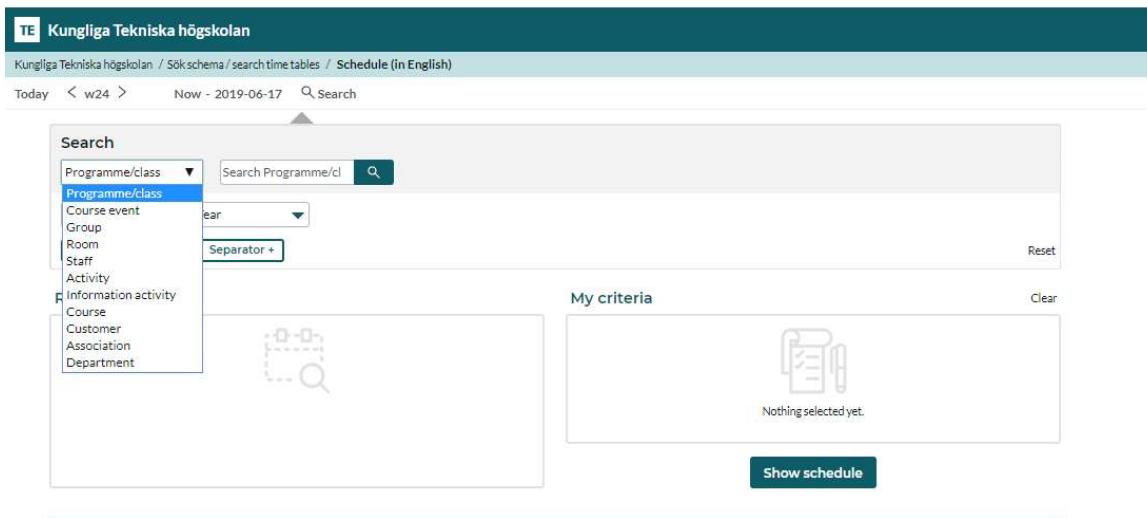 TE Kungliga Tekniska högskolan
Kungliga Tekniska högskolan / Sök schema / search time tables / Schedule (in English)
Today < w24 > Now - 2019-06-17 Search
Search
Programme/class ▼ Search Programme/cl
Programme/class
Course event
Group
Room
Staff
Activity
Information activity
Course
Customer
Association
Department
Separator +
Reset
My criteria
Clear
Nothing selected yet.
Show schedule